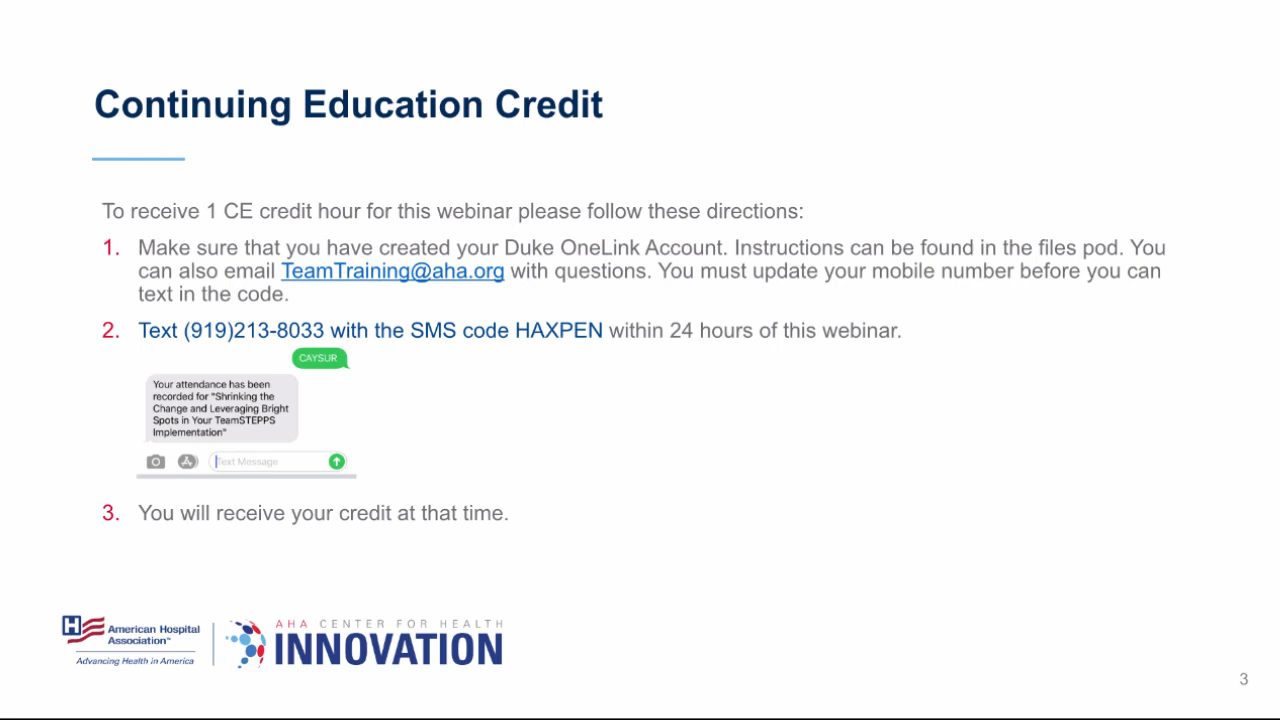 Continuing Education Credit
To receive 1 CE credit hour for this webinar please follow these directions:
1. Make sure that you have created your Duke OneLink Account. Instructions can be found in the files pod. You
can also email TeamTraining@aha.org with questions. You must update your mobile number before you can
text in the code.
2. Text (919)213-8033 with the SMS code HAXPEN within 24 hours of this webinar.
CAYSUR
Your attendance has been
recorded for "Shrinking the
Change and Leveraging Bright
Spots in Your TeamSTEPPS
Implementation"
Text Message
3. You will receive your credit at that time.
H American Hospital
Association™
Advancing Health in America
AHA CENTER FOR HEALTH
INNOVATION
3